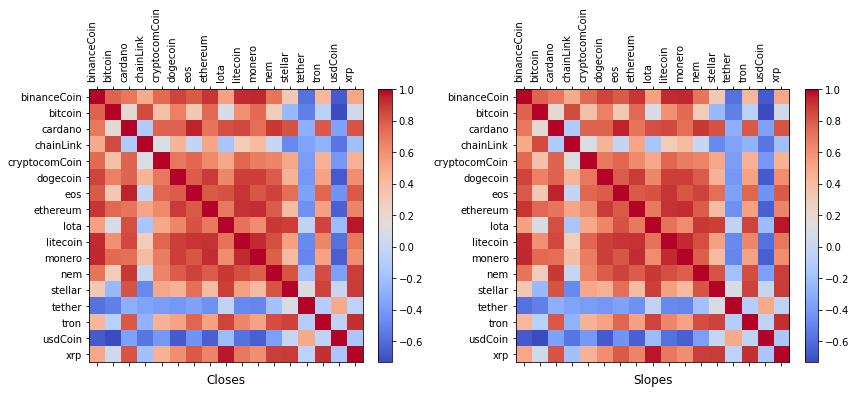 binanceCoin
bitcoin
cardano
chainLink
cryptocomCoin
dogecoin
eos
ethereum
Iota
litecoin
monero
nem
stellar
tether
tron
usdCoin
xrp
binanceCoin
bitcoin
cardano
chainLink
cryptocomCoin
dogecoin
eos
ethereum
Iota
litecoin
monero
nem
stellar
tether
tron
usdCoin
xrp
1.0
0.8
0.6
0.4
0.2
0.0
−0.2
−0.4
−0.6
Closes
binanceCoin
bitcoin
cardano
chainLink
cryptocomCoin
dogecoin
eos
ethereum
Iota
litecoin
monero
nem
stellar
tether
tron
usdCoin
xrp
binanceCoin
bitcoin
cardano
chainLink
cryptocomCoin
dogecoin
eos
ethereum
Iota
litecoin
monero
nem
stellar
tether
tron
usdCoin
xrp
1.0
0.8
0.6
0.4
0.2
0.0
−0.2
−0.4
−0.6
Slopes